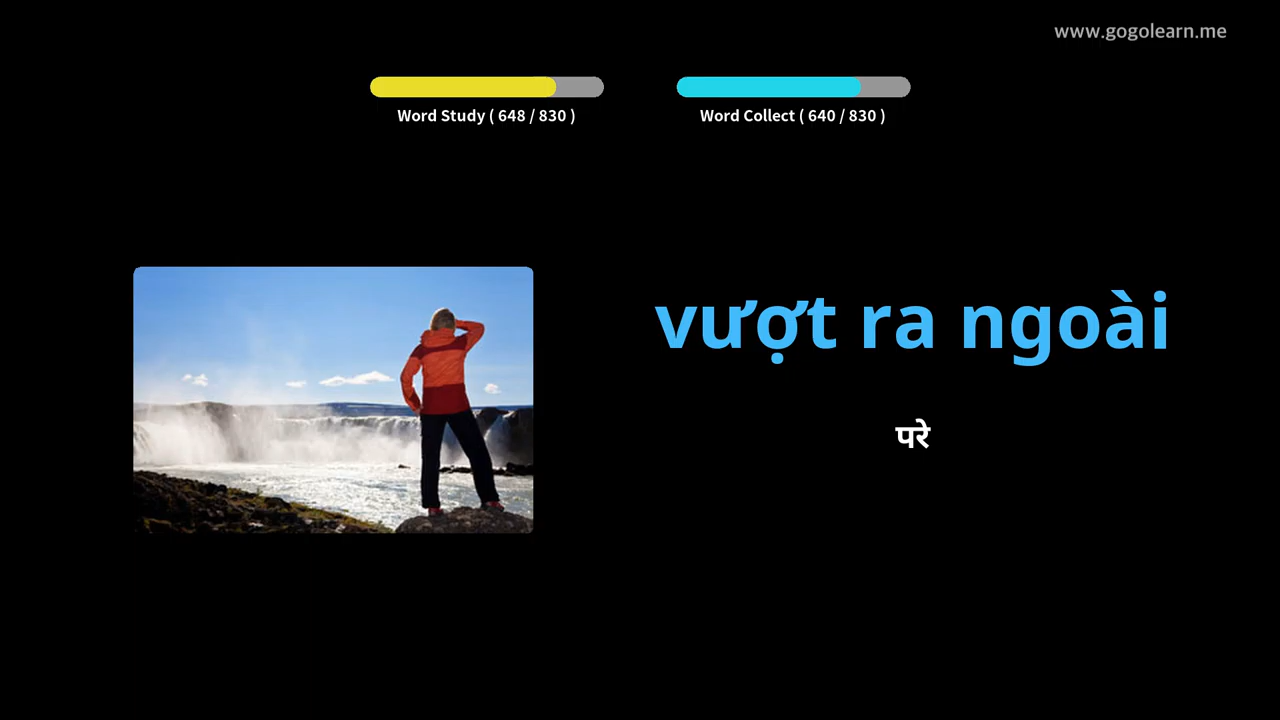 www.gogolearn.me
Word Study ( 648 / 830 )
Word Collect ( 640 / 830 )
vượt ra ngoài
परे